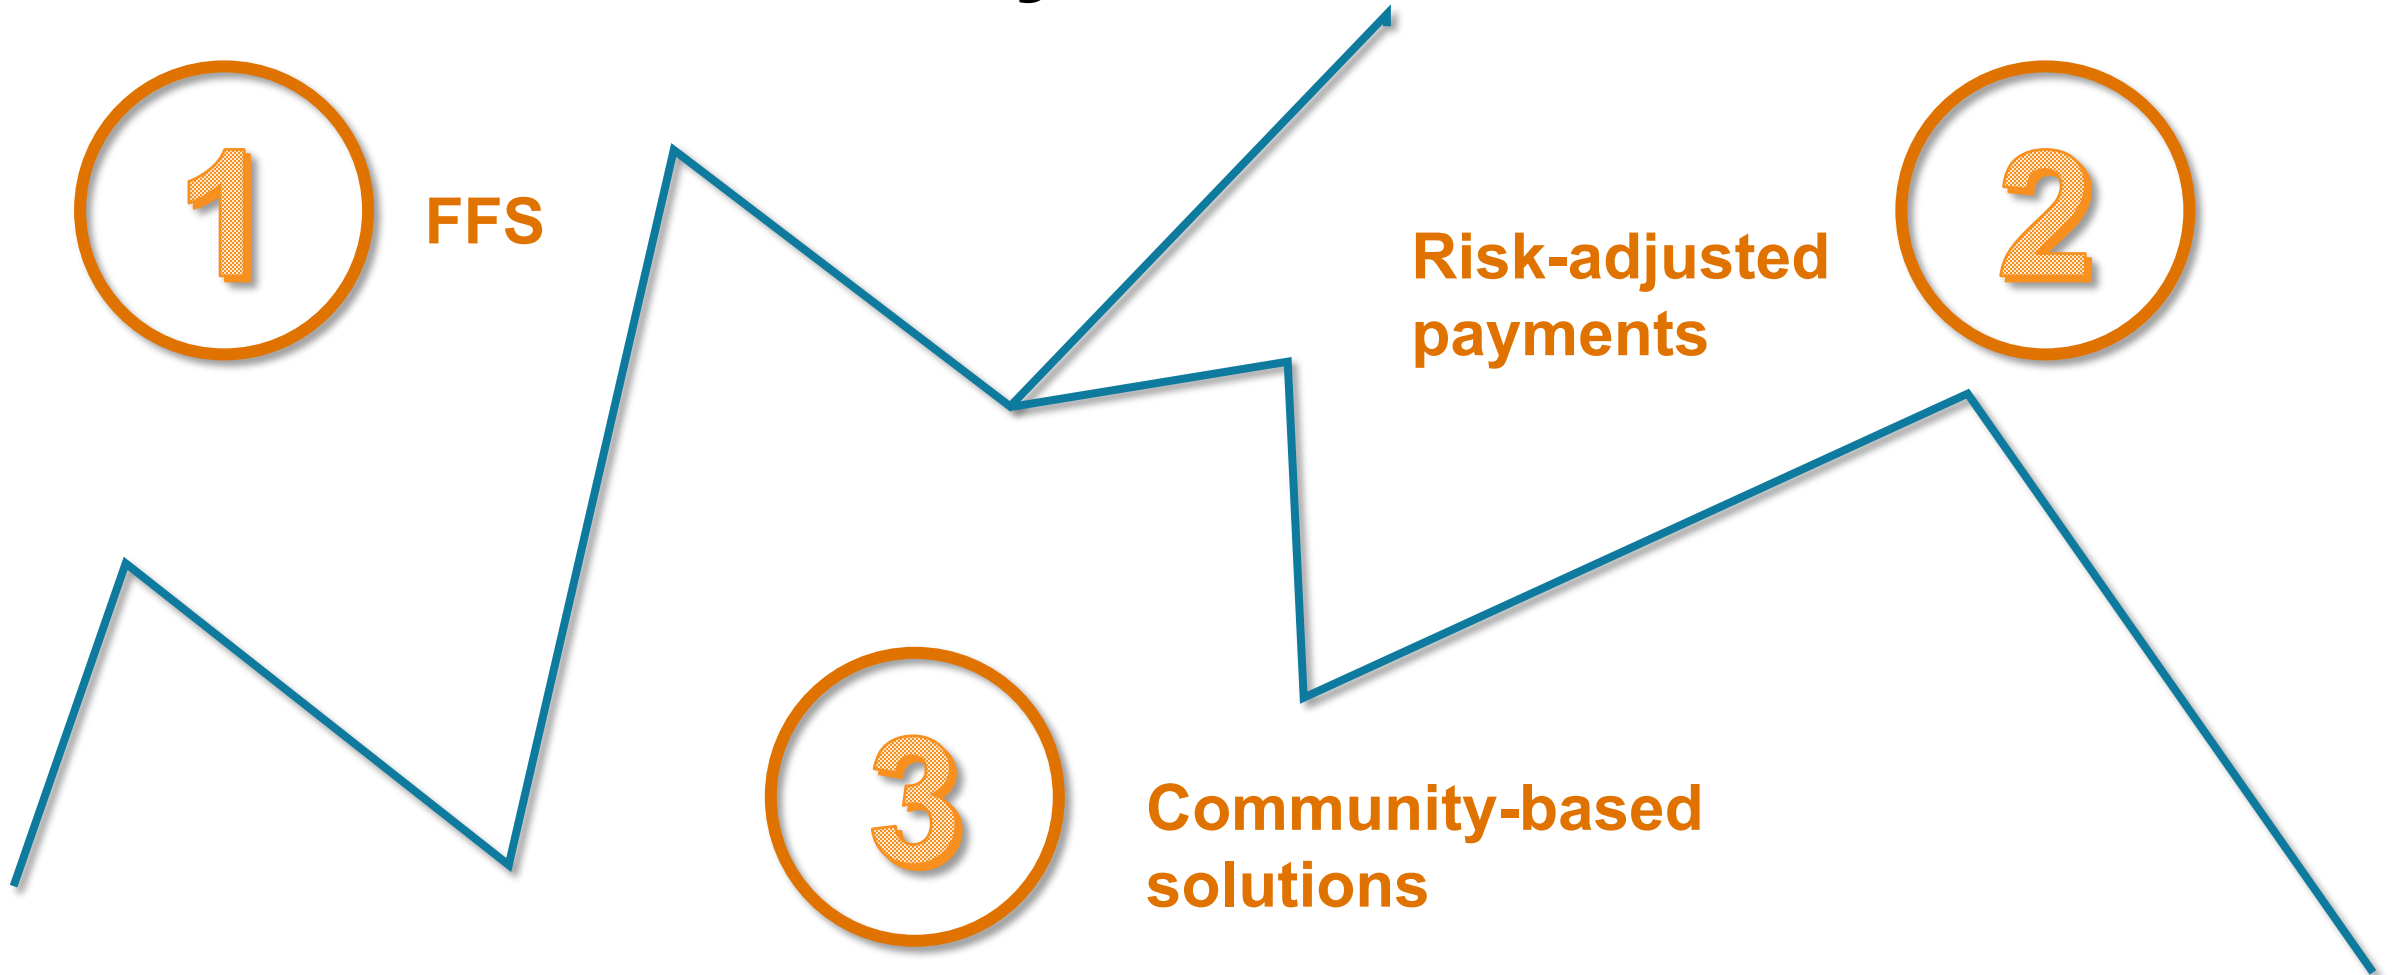 1
FFS
2
Risk-adjusted
payments
3
Community-based
solutions